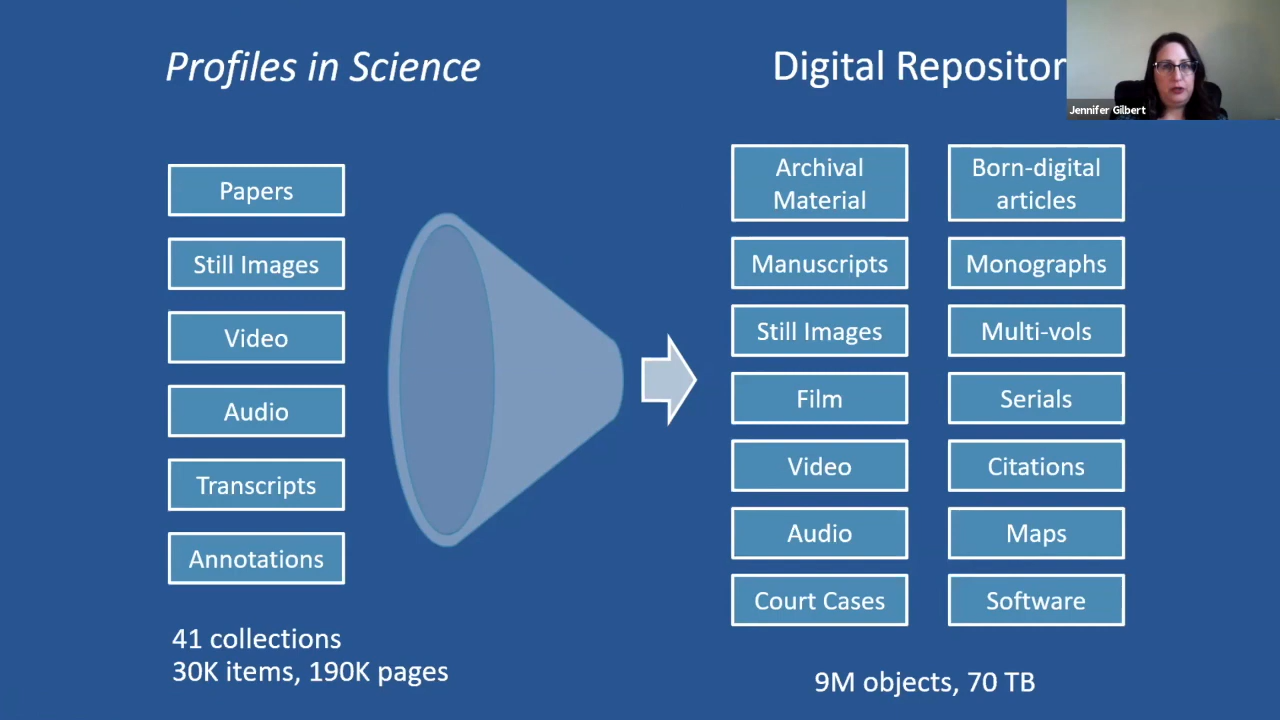 Profiles in Science
Papers
Still Images
Video
Audio
Transcripts
Annotations
41 collections
30K items, 190K pages
Digital Repositor
Jennifer Gilbert
Archival
Material
Manuscripts
Still Images
Film
Video
Audio
Court Cases
Born-digital
articles
Monographs
Multi-vols
Serials
Citations
Maps
Software
9M objects, 70 TB